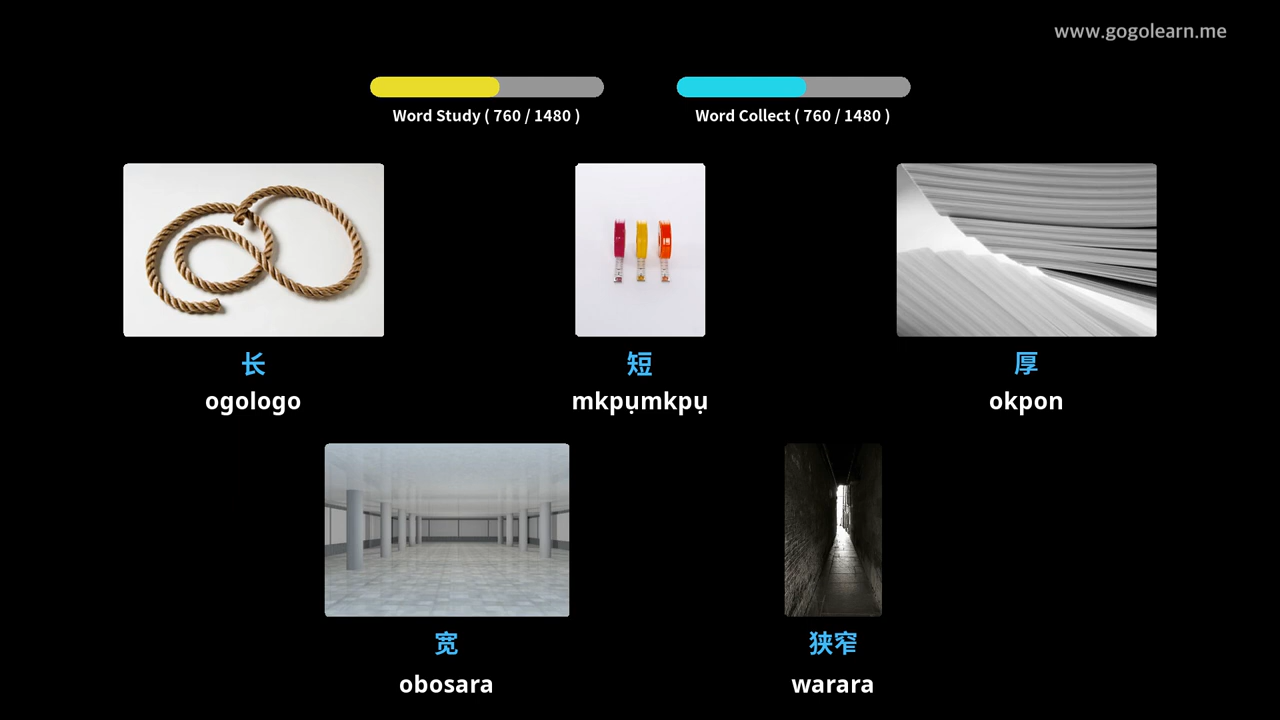 www.gogolearn.me
Word Study ( 760 / 1480 )
Word Collect ( 760 / 1480 )
长
ogologo
短
mkpụmkpụ
厚
okpon
宽
obosara
狭窄
warara